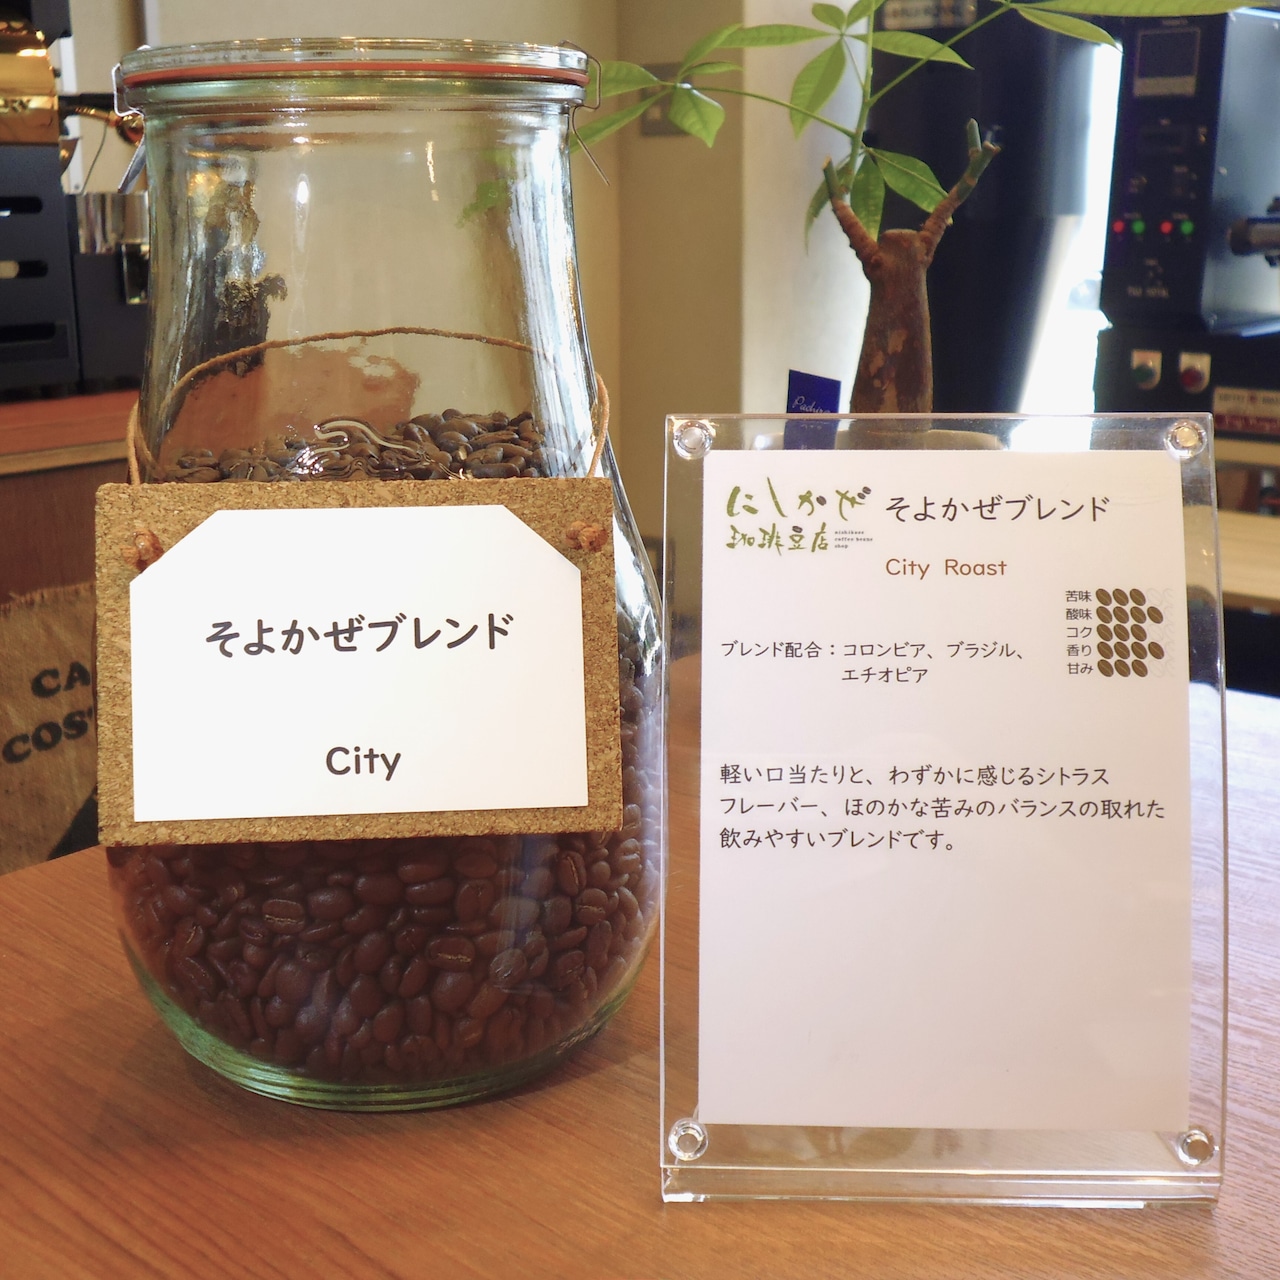 そよかぜブレンド
City
にしかぜ
珈琲豆店
nishikaze
coffee beans
shop
そよかぜブレンド
City Roast
苦味
酸味
コク
香り
甘み
ブレンド配合：コロンビア、ブラジル、
エチオピア
軽い口当たりと、わずかに感じるシトラス
フレーバー、ほのかな苦みのバランスの取れた
飲みやすいブレンドです。
CA
COS
Pachira